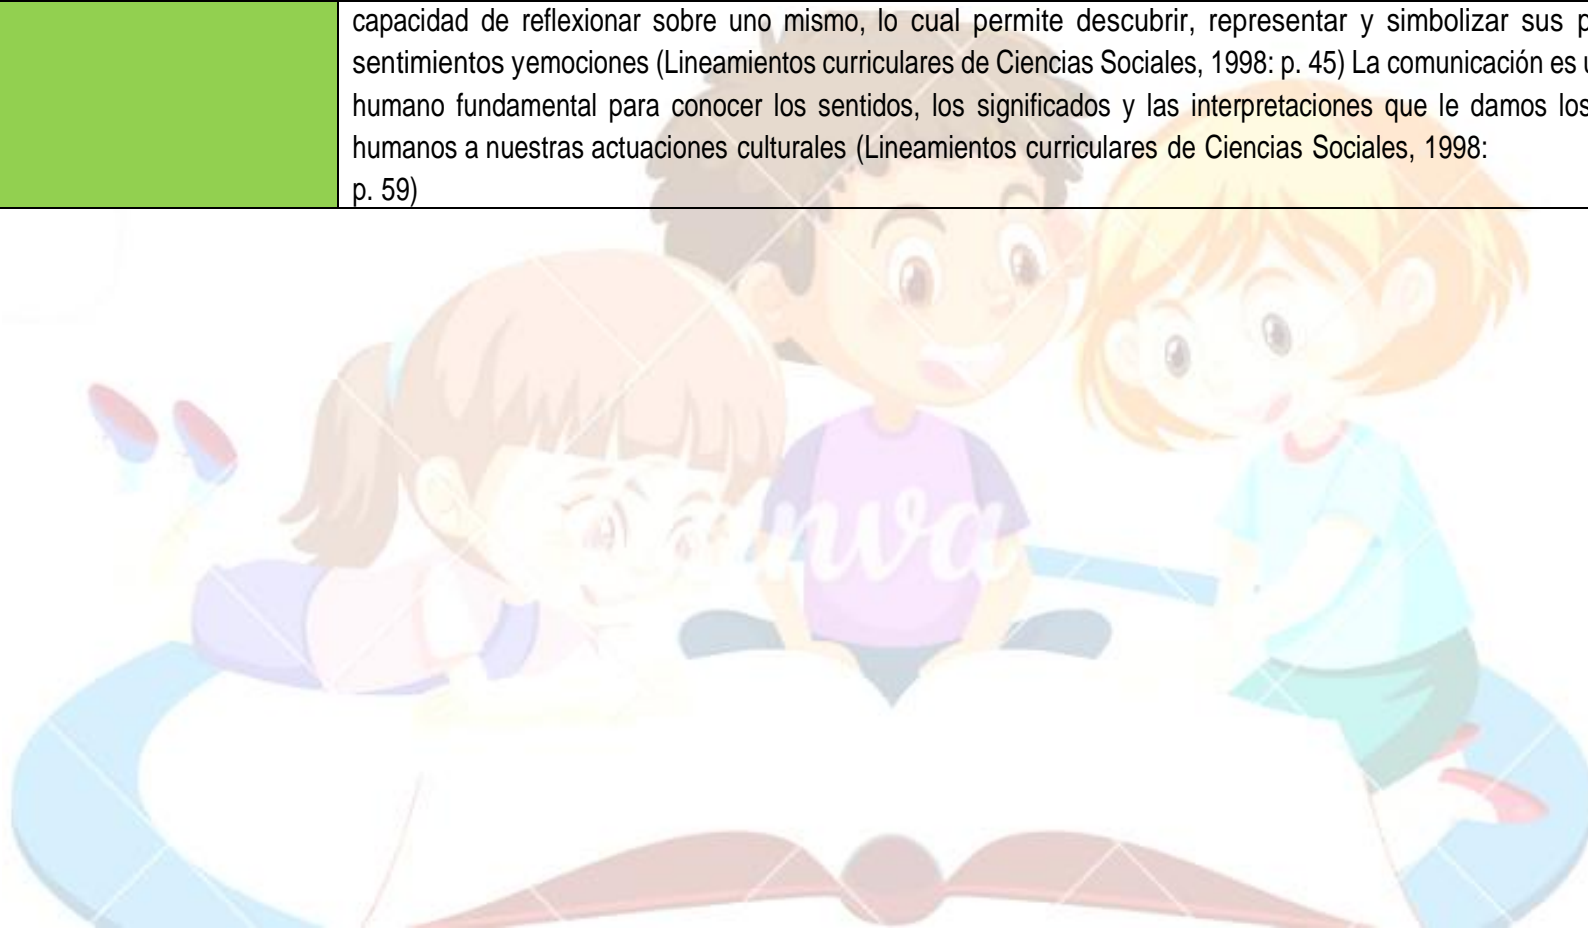 capacidad de reflexionar sobre uno mismo, lo cual permite descubrir, representar y simbolizar sus
sentimientos yemociones (Lineamientos curriculares de Ciencias Sociales, 1998: p. 45) La comunicación es
humano fundamental para conocer los sentidos, los significados y las interpretaciones que le damos los
humanos a nuestras actuaciones culturales (Lineamientos curriculares de Ciencias Sociales, 1998:
p. 59)
Canva